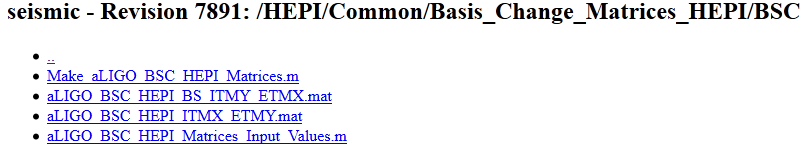 seismic - Revision 7891: /HEPI/Common/Basis_Change_Matrices_HEPI/BSC
..
Make_aLIGO_BSC_HEPI_Matrices.m
aLIGO_BSC_HEPI_BS_ITMY_ETMX.mat
aLIGO_BSC_HEPI_ITMX_ETMY.mat
aLIGO_BSC_HEPI_Matrices_Input_Values.m